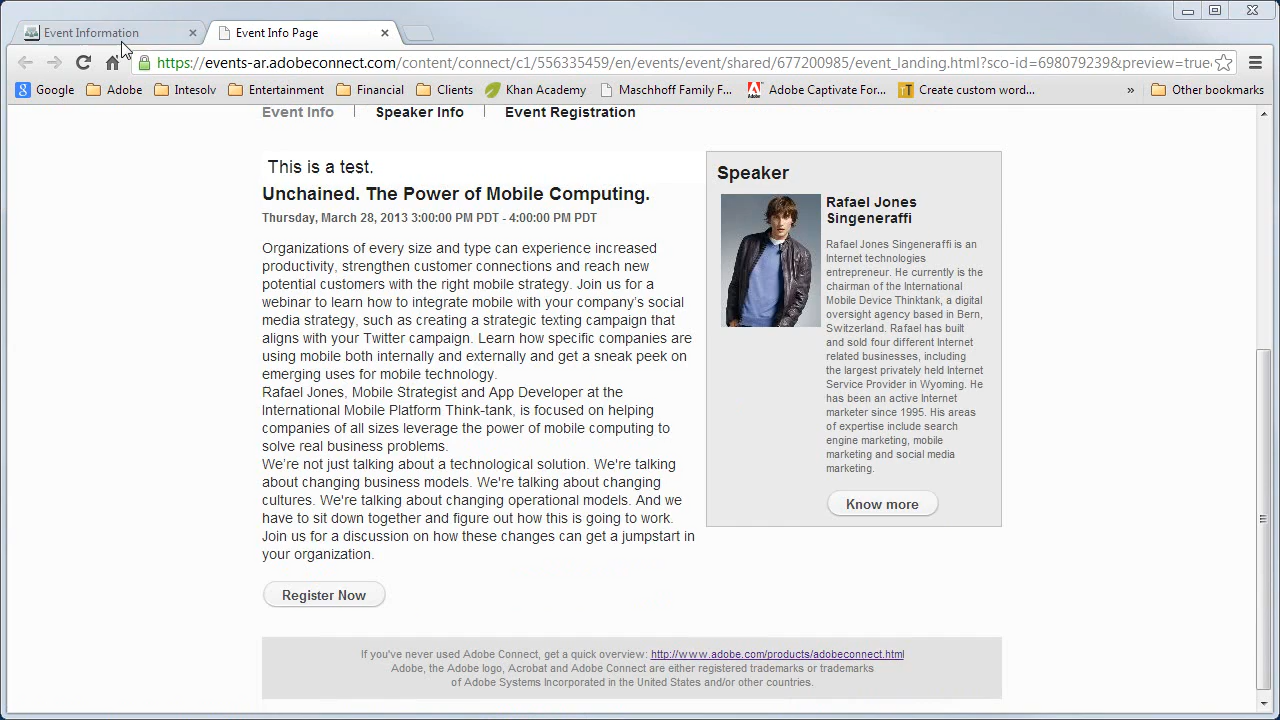 Event Information
Event Info Page
https://events-ar.adobeconnect.com/content/connect/c1/556335459/en/events/event/shared/677200985/event_landing.html?sco-id=698079239&preview=true
Google Adobe Intesiv Entertainment Financial Clients Khan Academy Maschhoff Family F... Adobe Captivate For... Create custom word... » Other bookmarks
Event Info | Speaker Info | Event Registration
This is a test.
Unchained. The Power of Mobile Computing.
Thursday, March 28, 2013 3:00:00 PM PDT - 4:00:00 PM PDT
Organizations of every size and type can experience increased
productivity, strengthen customer connections and reach new
potential customers with the right mobile strategy. Join us for a
webinar to learn how to integrate mobile with your company's social
media strategy, such as creating a strategic texting campaign that
aligns with your Twitter campaign. Learn how specific companies are
using mobile both internally and externally and get a sneak peek on
emerging uses for mobile technology.
Rafael Jones, Mobile Strategist and App Developer at the
International Mobile Platform Think-tank, is focused on helping
companies of all sizes leverage the power of mobile computing to
solve real business problems.
We're not just talking about a technological solution. We're talking
about changing business models. We're talking about changing
cultures. We're talking about changing operational models. And we
have to sit down together and figure out how this is going to work.
Join us for a discussion on how these changes can get a jumpstart in
your organization.
Register Now
Speaker
Rafael Jones
Singeneraffi
Rafael Jones Singeneraffi is an
Internet technologies
entrepreneur. He currently is the
chairman of the International
Mobile Device Thinktank, a digital
oversight agency based in Bern,
Switzerland. Rafael has built
and sold four different Internet
related businesses, including
the largest privately held Internet
Service Provider in Wyoming. He
has been an active Internet
marketer since 1995. His areas
of expertise include search
engine marketing, mobile
marketing and social media
marketing.
Know more
If you've never used Adobe Connect, get a quick overview: http://www.adobe.com/products/adobeconnect.html
Adobe, the Adobe logo, Acrobat and Adobe Connect are either registered trademarks or trademarks
of Adobe Systems Incorporated in the United States and/or other countries.